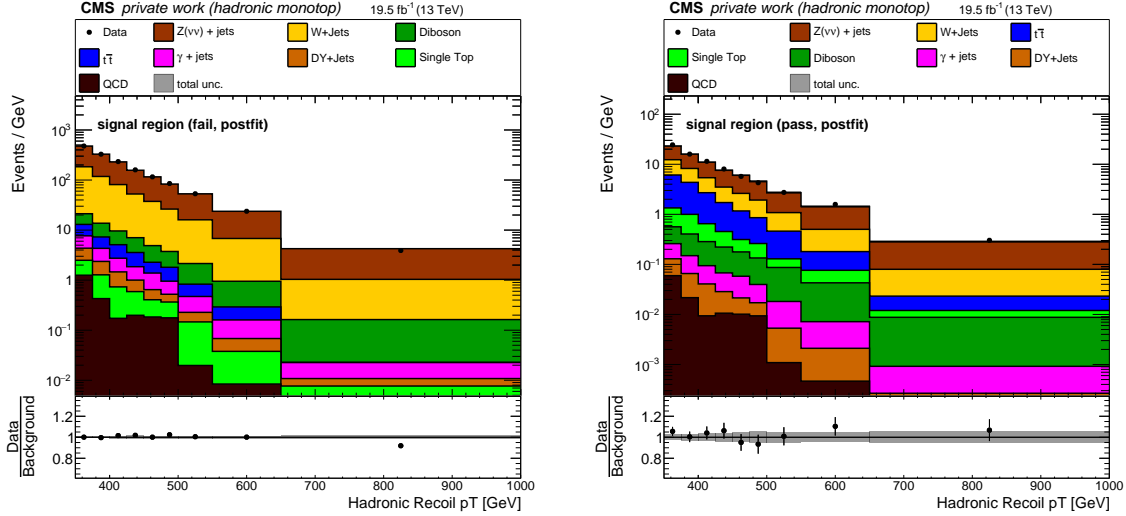 CMS private work (hadronic monotop) 19.5 fb⁻¹ (13 TeV)
Data Z(νν) + jets W+Jets Diboson
tt̅ γ + jets DY+Jets Single Top
QCD total unc.
Events / GeV
signal region (fail, postfit)
10³
10²
10
1
10⁻¹
10⁻²
Data
Background
1.2
1
0.8
400 500 600 700 800 900 1000
Hadronic Recoil pT [GeV]
CMS private work (hadronic monotop) 19.5 fb⁻¹ (13 TeV)
Data Z(νν) + jets W+Jets tt̅
Single Top Diboson γ + jets DY+Jets
QCD total unc.
Events / GeV
signal region (pass, postfit)
10²
10
1
10⁻¹
10⁻²
10⁻³
Data
Background
1.2
1
0.8
400 500 600 700 800 900 1000
Hadronic Recoil pT [GeV]